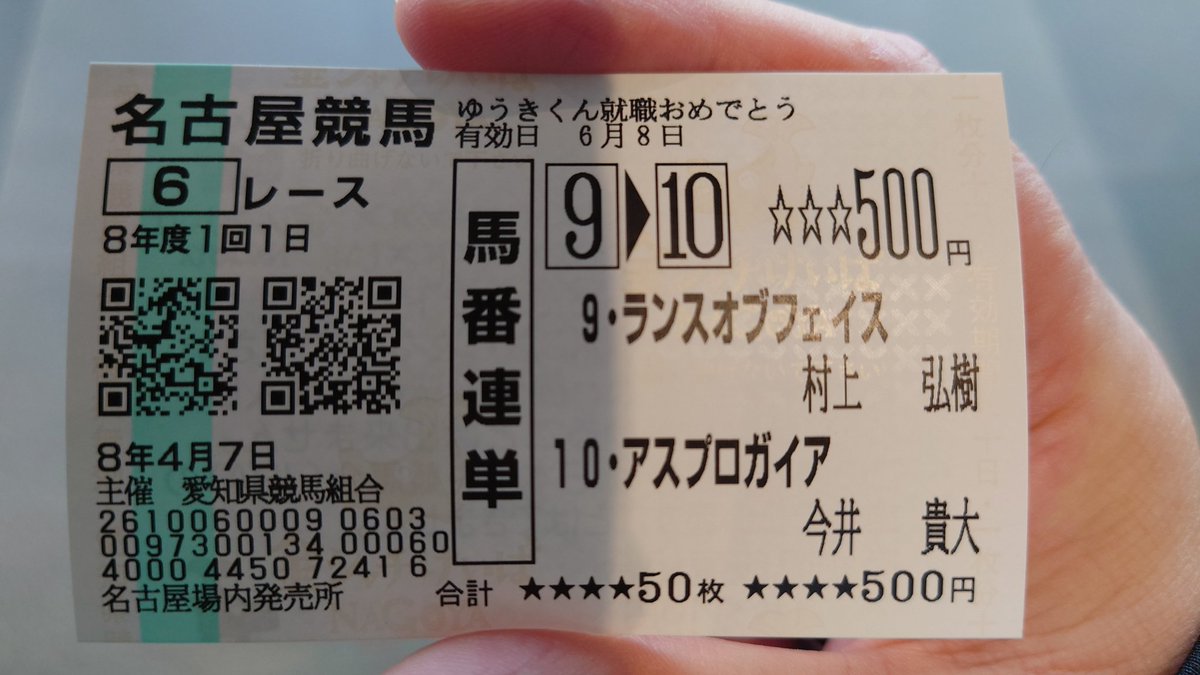 名古屋競馬
ゆうきくん就職おめでとう
有効日 6月8日
6 レース
8年度1回1日
8年4月7日
主催 愛知県競馬組合
2610060009 0603
0097300134 00060
4000 4450 7241 6
名古屋場内発売所
馬番連単
9▶10 ☆☆☆500円
9・ランスオブフェイス
村上 弘樹
10・アスプロガイア
今井 貴大
合計 ★★★★50枚 ★★★★500円